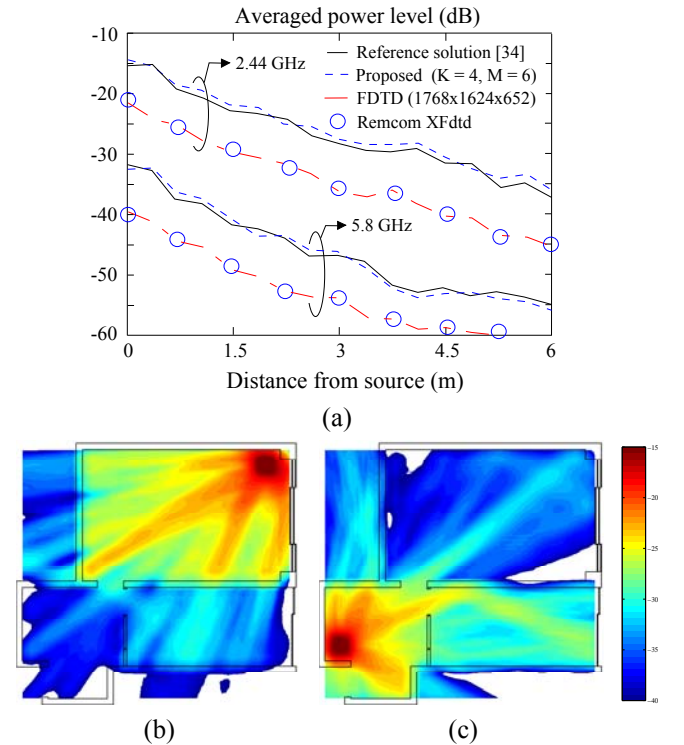 Averaged power level (dB)
-10
-20
-30
-40
-50
-60
2.44 GHz
Reference solution [34]
Proposed (K = 4, M = 6)
FDTD (1768x1624x652)
Remcom XFdtd
5.8 GHz
0 1.5 3 4.5 6
Distance from source (m)
(a)
-15
-20
-25
-30
-35
-40
(b) (c)